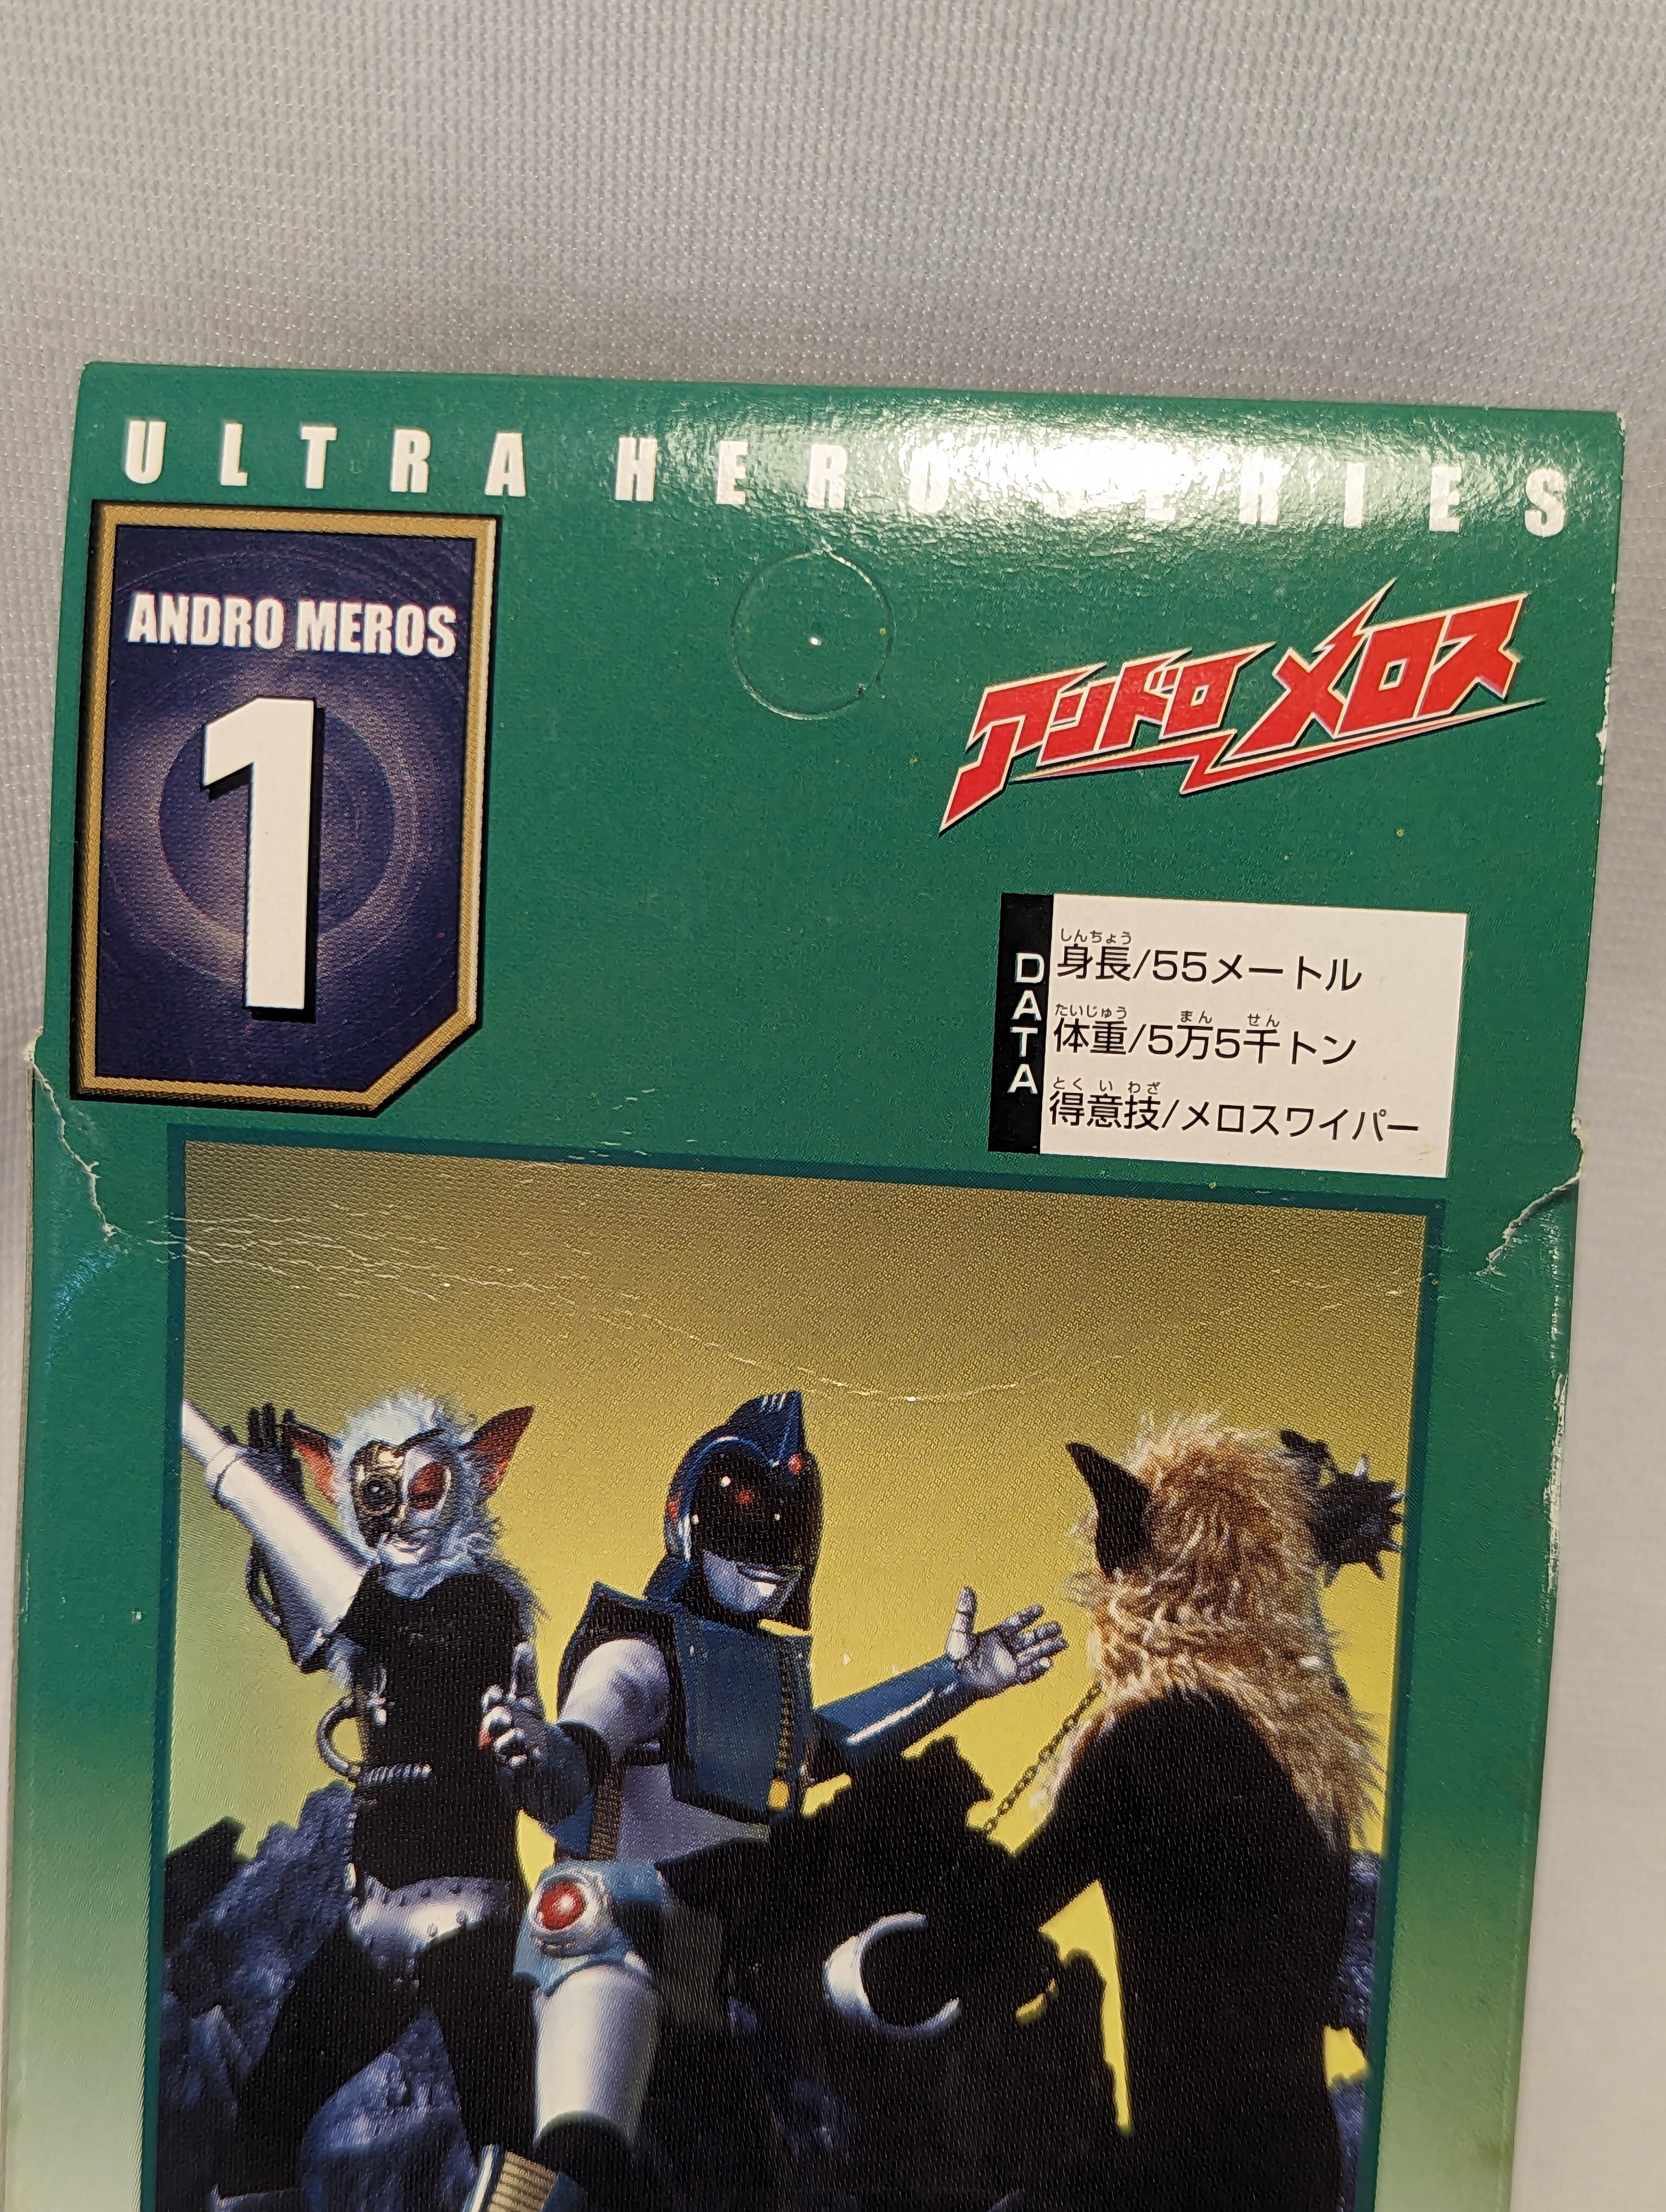 ULTRA HERO SERIES
ANDRO MEROS
1
アンドロメロス
DATA
しんちょう
身長/55メートル
たいじゅう まん せん
体重/5万5千トン
とくいわざ
得意技/メロスワイパー